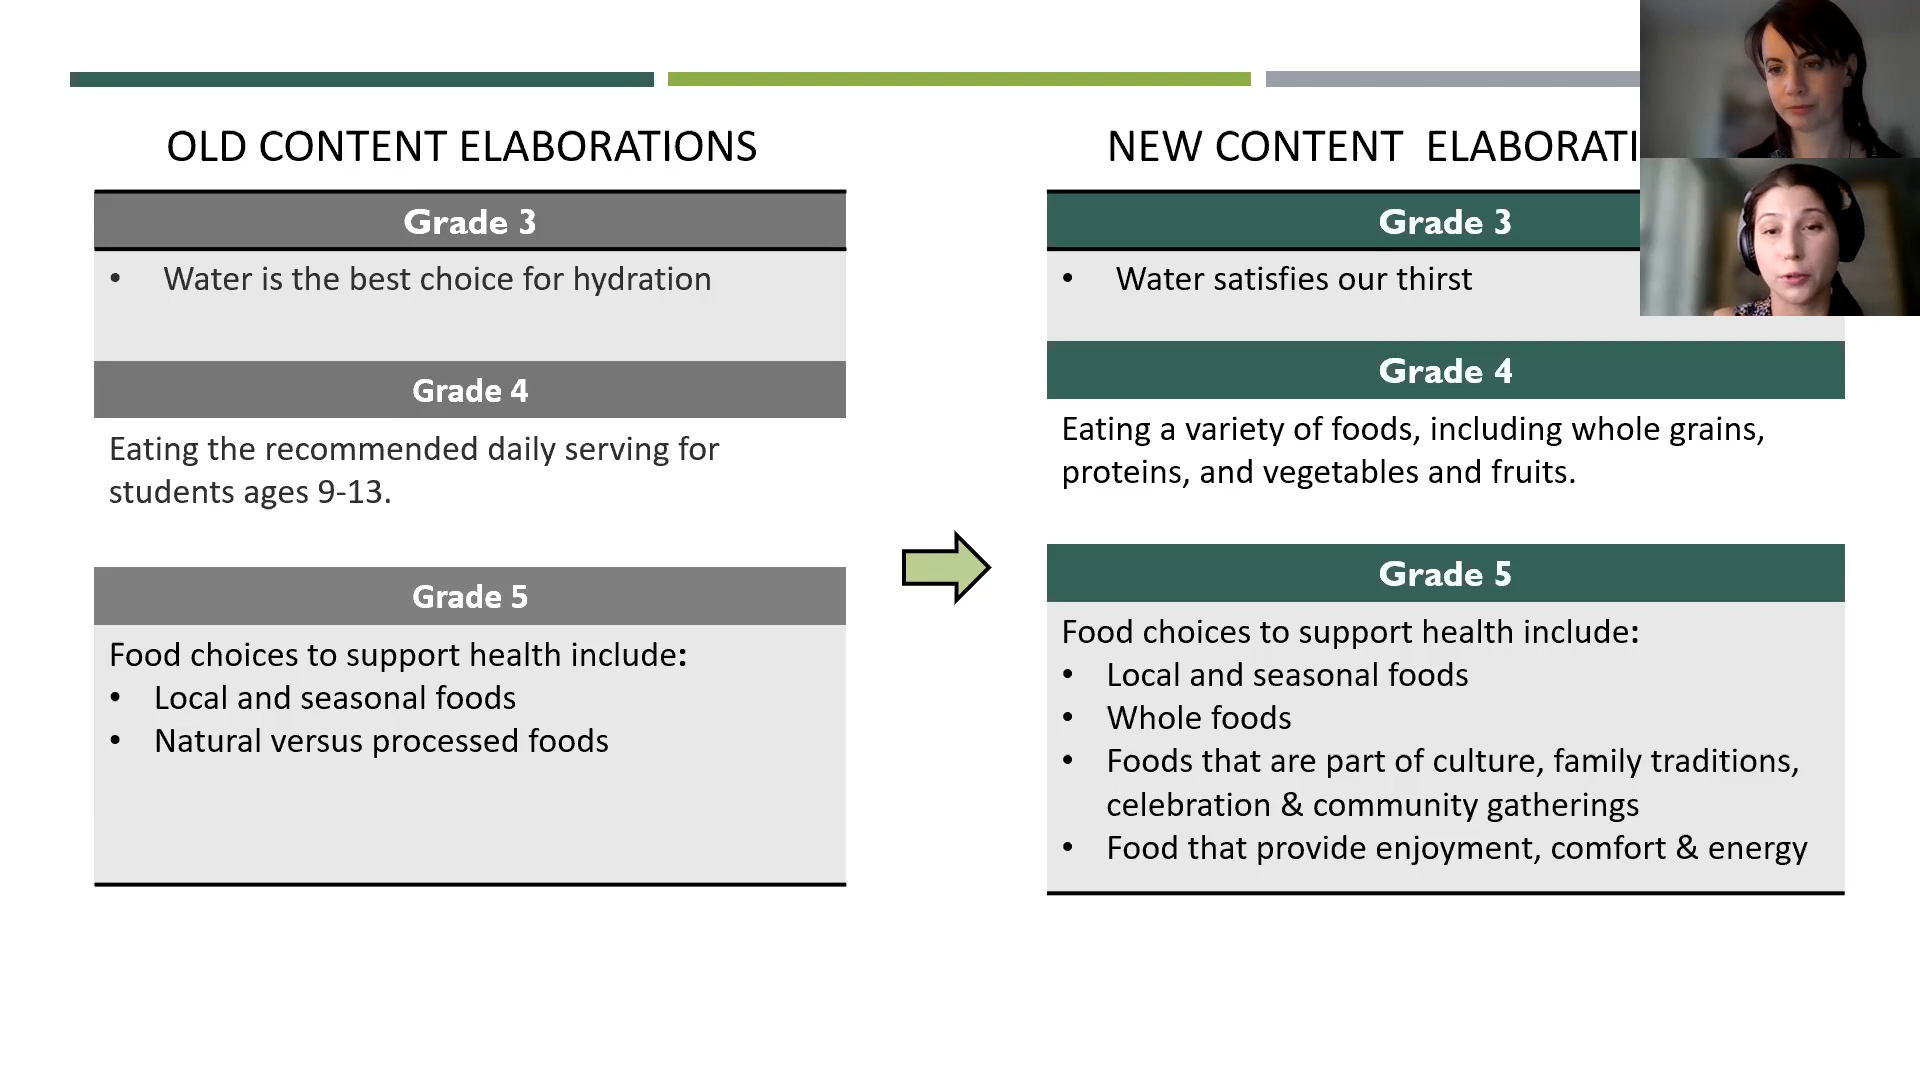 OLD CONTENT ELABORATIONS
Grade 3
• Water is the best choice for hydration
Grade 4
Eating the recommended daily serving for
students ages 9-13.
Grade 5
Food choices to support health include:
• Local and seasonal foods
• Natural versus processed foods
NEW CONTENT ELABORATI
Grade 3
• Water satisfies our thirst
Grade 4
Eating a variety of foods, including whole grains,
proteins, and vegetables and fruits.
Grade 5
Food choices to support health include:
• Local and seasonal foods
• Whole foods
• Foods that are part of culture, family traditions,
celebration & community gatherings
• Food that provide enjoyment, comfort & energy